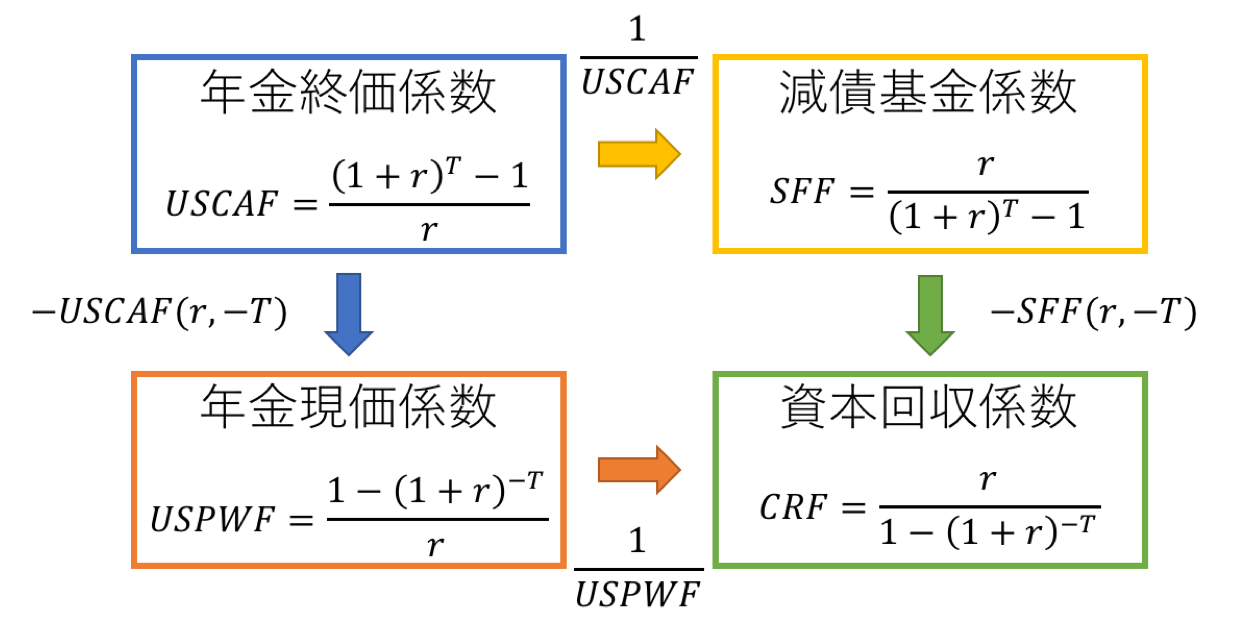 年金終価係数
USCAF = \frac{(1 + r)^T - 1}{r}
\frac{1}{USCAF}
減債基金係数
SFF = \frac{r}{(1 + r)^T - 1}
-USCAF(r, -T)
-SFF(r, -T)
年金現価係数
USPWF = \frac{1 - (1 + r)^{-T}}{r}
\frac{1}{USPWF}
資本回収係数
CRF = \frac{r}{1 - (1 + r)^{-T}}